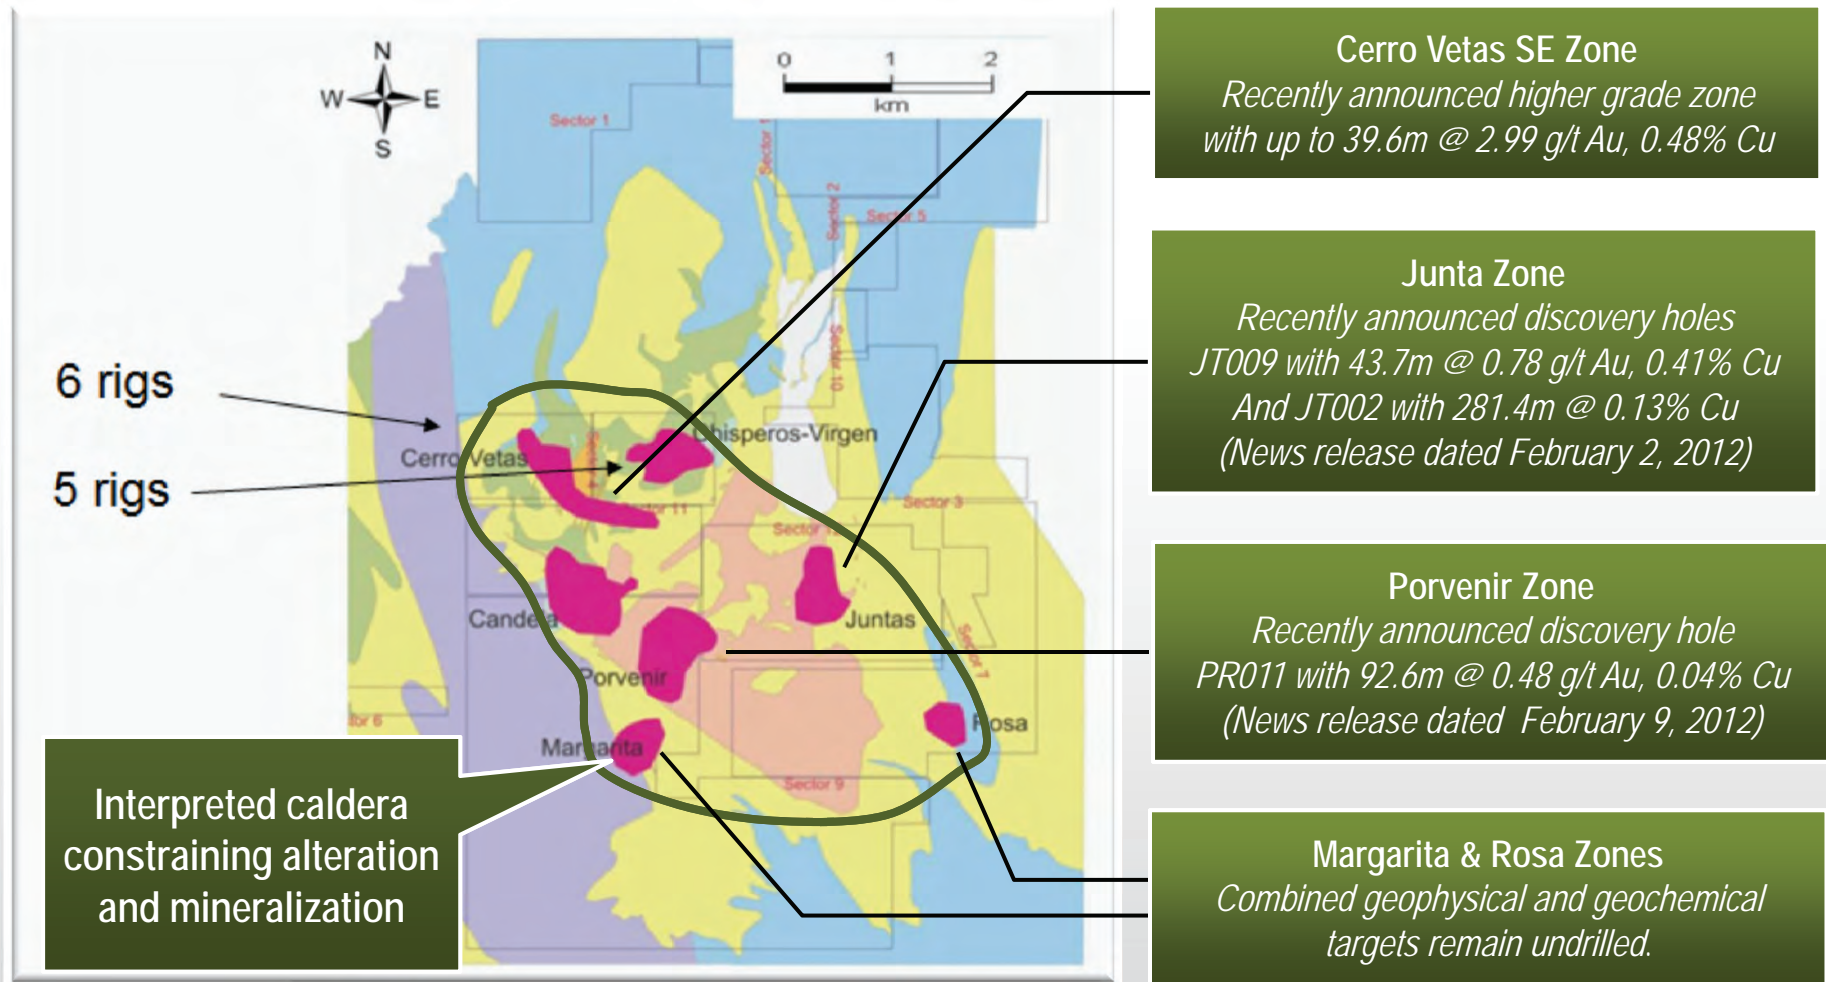 N
W
E
S
0 1 2
km
Sector 1
Sector 2
Sector 5
Sector 10
6 rigs
5 rigs
Cerro Vetas
Chisperos-Virgen
Sector 11
Sector 3
Sector 12
Candela
Juntas
Sector 7
Porvenir
Rosa
Margarita
Sector 9
Interpreted caldera
constraining alteration
and mineralization
Cerro Vetas SE Zone
Recently announced higher grade zone
with up to 39.6m @ 2.99 g/t Au, 0.48% Cu
Junta Zone
Recently announced discovery holes
JT009 with 43.7m @ 0.78 g/t Au, 0.41% Cu
And JT002 with 281.4m @ 0.13% Cu
(News release dated February 2, 2012)
Porvenir Zone
Recently announced discovery hole
PR011 with 92.6m @ 0.48 g/t Au, 0.04% Cu
(News release dated February 9, 2012)
Margarita & Rosa Zones
Combined geophysical and geochemical
targets remain undrilled.